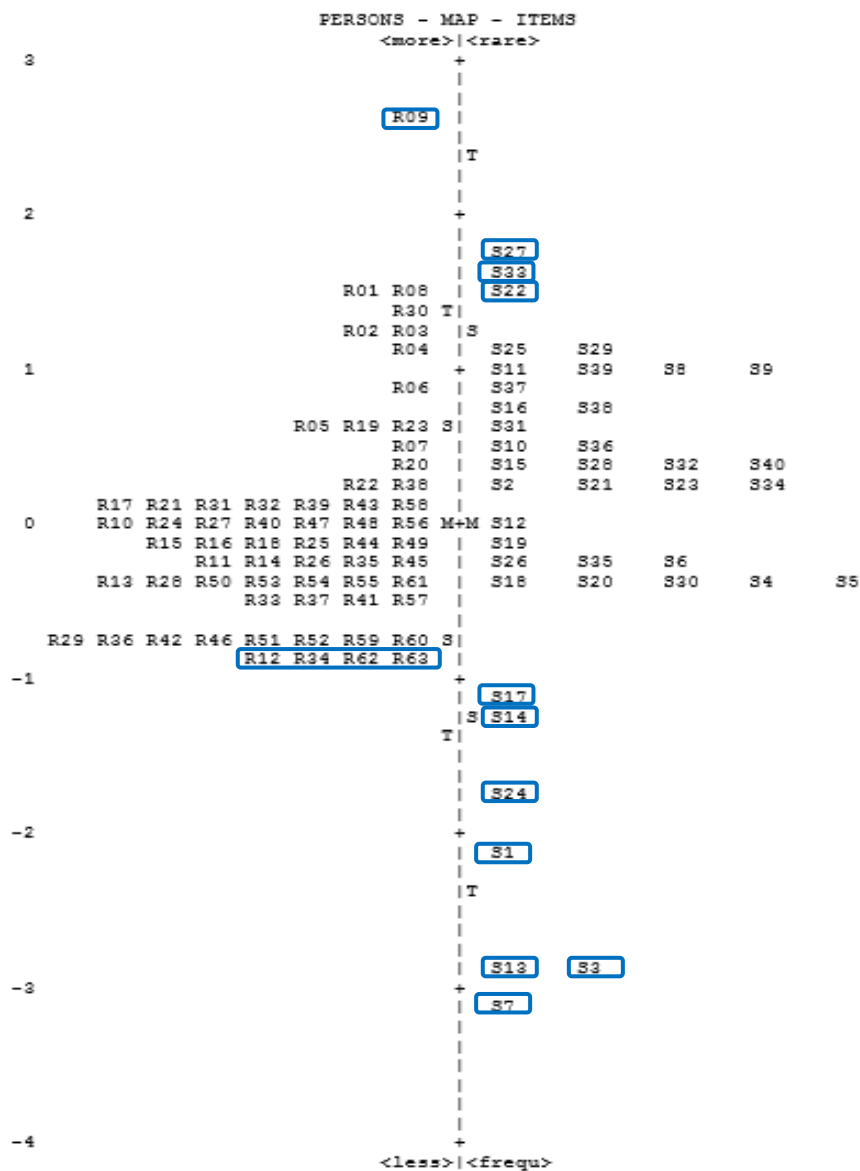 PERSONS - MAP - ITEMS
<more>|<rare>
3 +
|
|
|
R09 |
|
|T
|
|
|
2 +
|
| S27
| S33
R01 R08 | S22
R30 T|
R02 R03 |S
R04 | S25 S29
1 + S11 S39 S8 S9
R06 | S37
| S16 S38
R05 R19 R23 S| S31
R07 | S10 S36
R20 | S15 S28 S32 S40
R22 R38 | S2 S21 S23 S34
R17 R21 R31 R32 R39 R43 R58 |
0 R10 R24 R27 R40 R47 R48 R56 M+M S12
R15 R16 R18 R25 R44 R49 | S19
R11 R14 R26 R35 R45 | S26 S35 S6
R13 R28 R50 R53 R54 R55 R61 | S18 S20 S30 S4 S5
R33 R37 R41 R57 |
|
R29 R36 R42 R46 R51 R52 R59 R60 S|
R12 R34 R62 R63 |
-1 +
| S17
|S S14
T|
|
|
| S24
|
-2 +
| S1
|
|T
|
|
|
| S13 S3
-3 +
| S7
|
|
|
|
|
|
-4 +
<less>|<frequ>